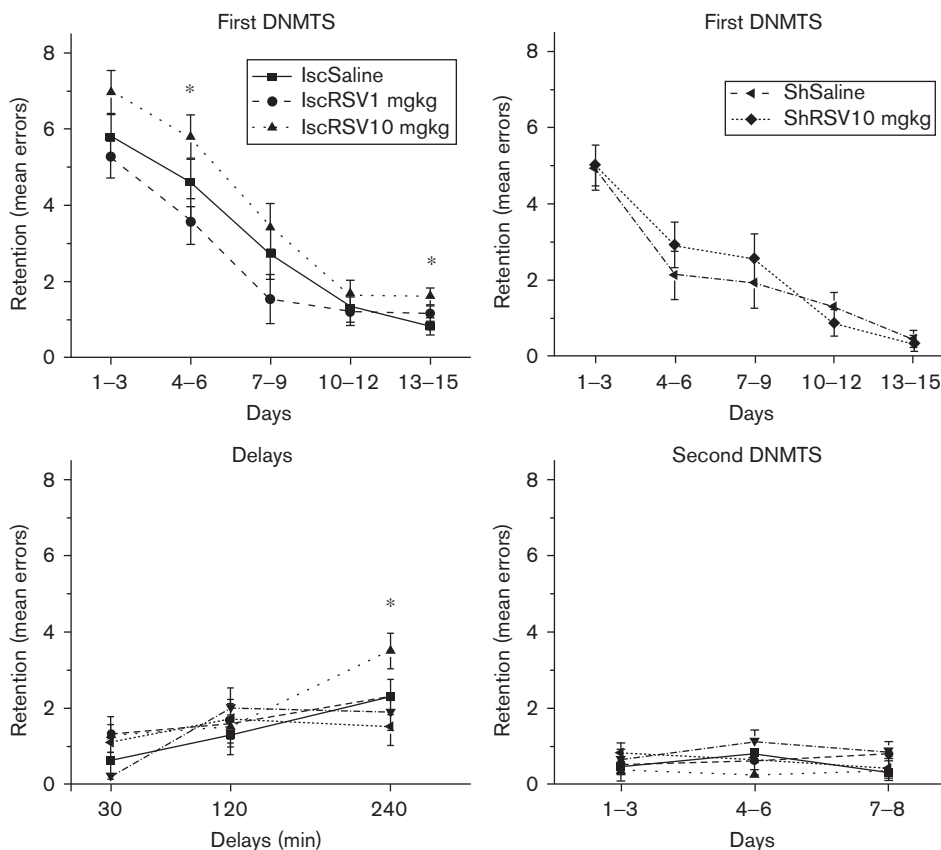 First DNMTS
8
6
4
2
0
Retention (mean errors)
*
*
IscSaline
IscRSV1 mgkg
IscRSV10 mgkg
1–3
4–6
7–9
10–12
13–15
Days
First DNMTS
8
6
4
2
0
Retention (mean errors)
ShSaline
ShRSV10 mgkg
1–3
4–6
7–9
10–12
13–15
Days
Delays
8
6
4
2
0
Retention (mean errors)
*
30
120
240
Delays (min)
Second DNMTS
8
6
4
2
0
Retention (mean errors)
1–3
4–6
7–8
Days